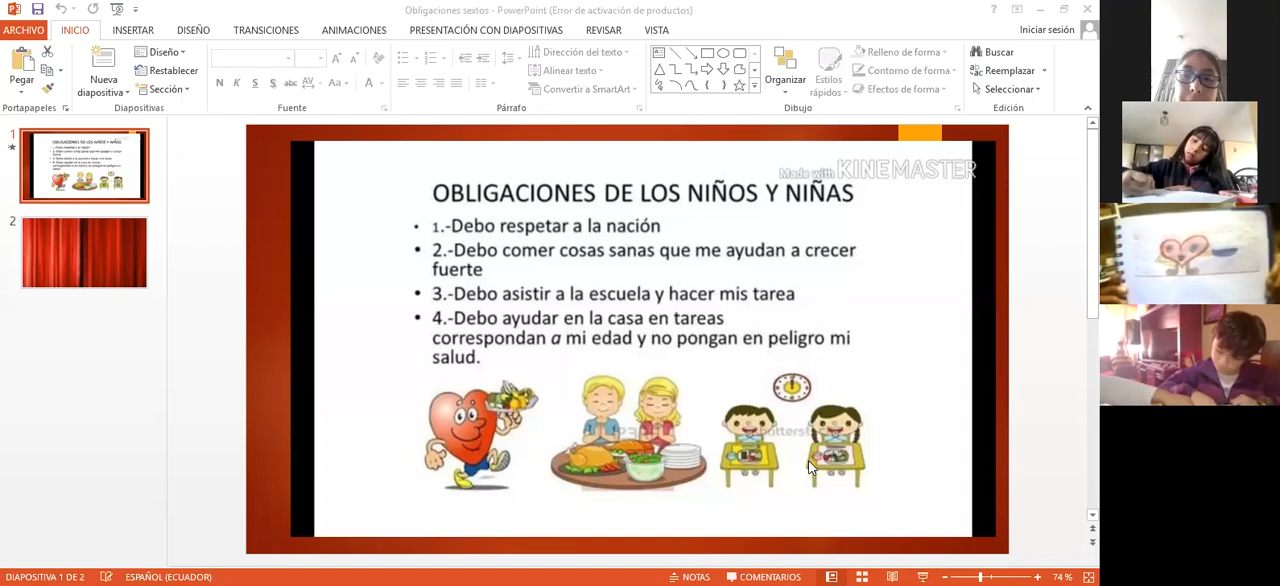 Obligaciones sextos - PowerPoint (Error de activación de productos)
ARCHIVO INICIO INSERTAR DISEÑO TRANSICIONES ANIMACIONES PRESENTACIÓN CON DIAPOSITIVAS REVISAR VISTA Iniciar sesión
Pegar
Nueva
diapositiva
Diseño
Restablecer
Sección
N K S S abc AV Aa A
Dirección del texto
Alinear texto
Convertir a SmartArt
Organizar
Estilos
rápidos
Relleno de forma
Contorno de forma
Efectos de forma
Buscar
Reemplazar
Seleccionar
Portapapeles Diapositivas Fuente Párrafo Dibujo Edición
1
2
Made with KINEMASTER
OBLIGACIONES DE LOS NIÑOS Y NIÑAS
• 1.-Debo respetar a la nación
• 2.-Debo comer cosas sanas que me ayudan a crecer
fuerte
• 3.-Debo asistir a la escuela y hacer mis tarea
• 4.-Debo ayudar en la casa en tareas
correspondan a mi edad y no pongan en peligro mi
salud.
DIAPOSITIVA 1 DE 2 ESPAÑOL (ECUADOR) NOTAS COMENTARIOS 74 %